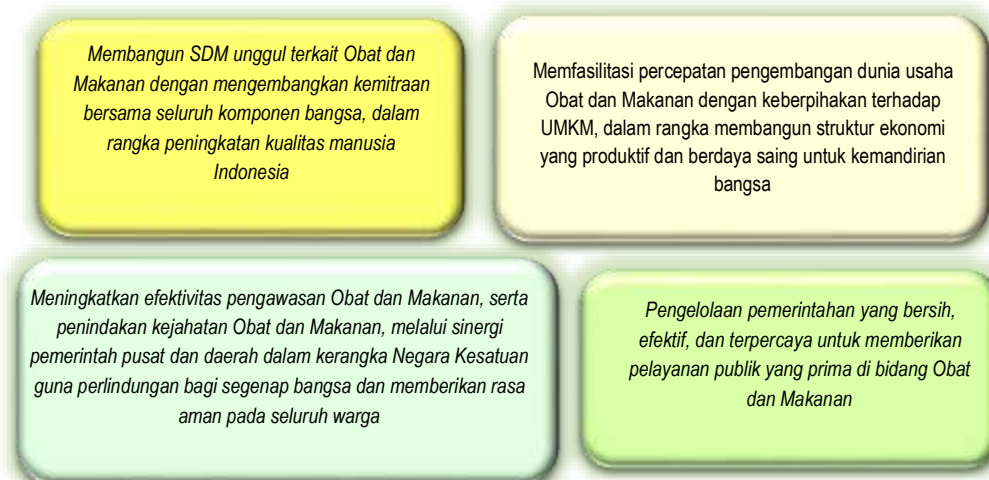 Membangun SDM unggul terkait Obat dan
Makanan dengan mengembangkan kemitraan
bersama seluruh komponen bangsa, dalam
rangka peningkatan kualitas manusia
Indonesia
Memfasilitasi percepatan pengembangan dunia usaha
Obat dan Makanan dengan keberpihakan terhadap
UMKM, dalam rangka membangun struktur ekonomi
yang produktif dan berdaya saing untuk kemandirian
bangsa
Meningkatkan efektivitas pengawasan Obat dan Makanan, serta
penindakan kejahatan Obat dan Makanan, melalui sinergi
pemerintah pusat dan daerah dalam kerangka Negara Kesatuan
guna perlindungan bagi segenap bangsa dan memberikan rasa
aman pada seluruh warga
Pengelolaan pemerintahan yang bersih,
efektif, dan terpercaya untuk memberikan
pelayanan publik yang prima di bidang Obat
dan Makanan